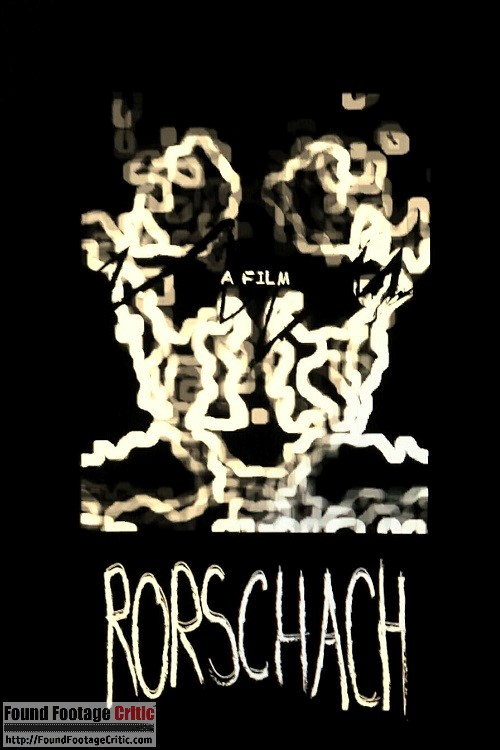 A FILM
RORSCHACH
Found Footage Critic
http://FoundFootageCritic.com